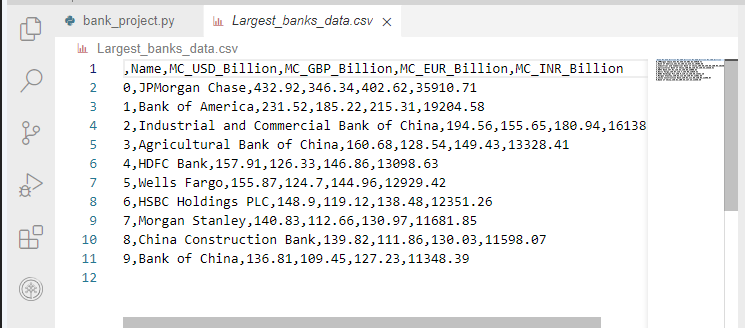 bank_project.py
Largest_banks_data.csv
Largest_banks_data.csv
1 ,Name,MC_USD_Billion,MC_GBP_Billion,MC_EUR_Billion,MC_INR_Billion
2 0,JPMorgan Chase,432.92,346.34,402.62,35910.71
3 1,Bank of America,231.52,185.22,215.31,19204.58
4 2,Industrial and Commercial Bank of China,194.56,155.65,180.94,16138
5 3,Agricultural Bank of China,160.68,128.54,149.43,13328.41
6 4,HDFC Bank,157.91,126.33,146.86,13098.63
7 5,Wells Fargo,155.87,124.7,144.96,12929.42
8 6,HSBC Holdings PLC,148.9,119.12,138.48,12351.26
9 7,Morgan Stanley,140.83,112.66,130.97,11681.85
10 8,China Construction Bank,139.82,111.86,130.03,11598.07
11 9,Bank of China,136.81,109.45,127.23,11348.39
12